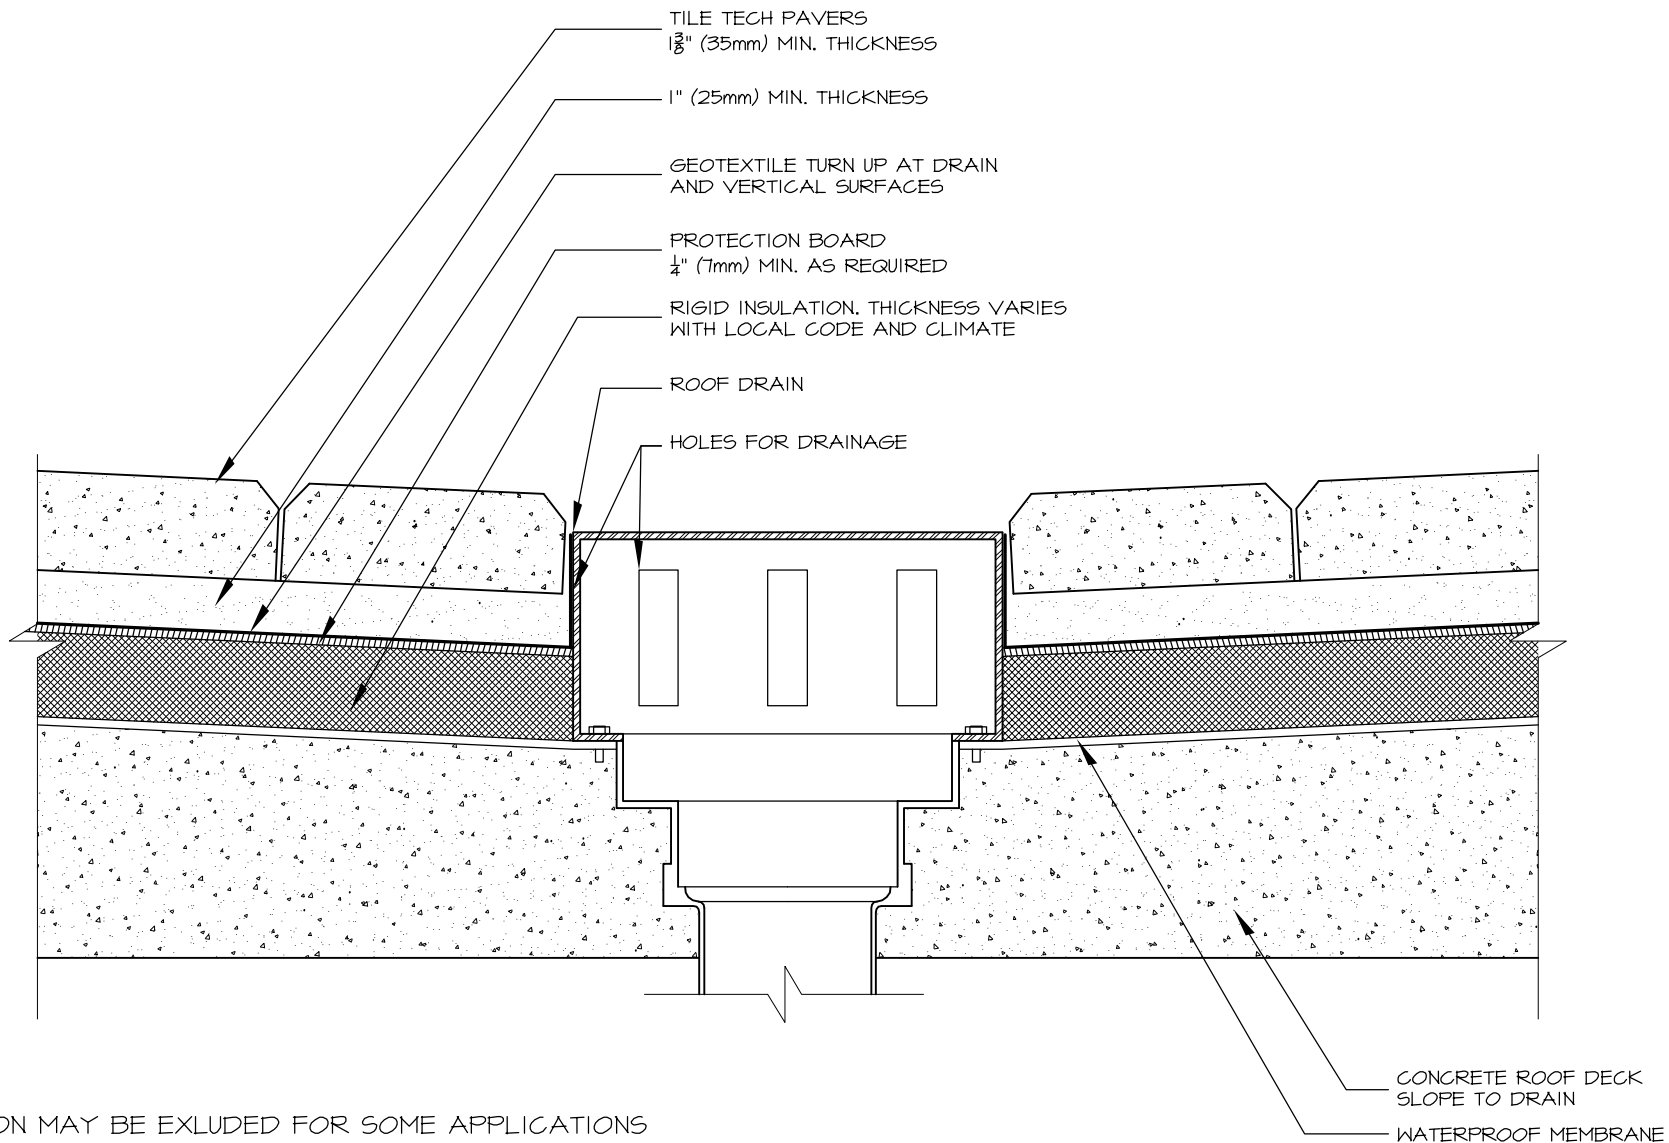 TILE TECH PAVERS
1 3/8" (35mm) MIN. THICKNESS
1" (25mm) MIN. THICKNESS
GEOTEXTILE TURN UP AT DRAIN
AND VERTICAL SURFACES
PROTECTION BOARD
1/4" (7mm) MIN. AS REQUIRED
RIGID INSULATION. THICKNESS VARIES
WITH LOCAL CODE AND CLIMATE
ROOF DRAIN
HOLES FOR DRAINAGE
CONCRETE ROOF DECK
SLOPE TO DRAIN
WATERPROOF MEMBRANE
ON MAY BE EXLUDED FOR SOME APPLICATIONS